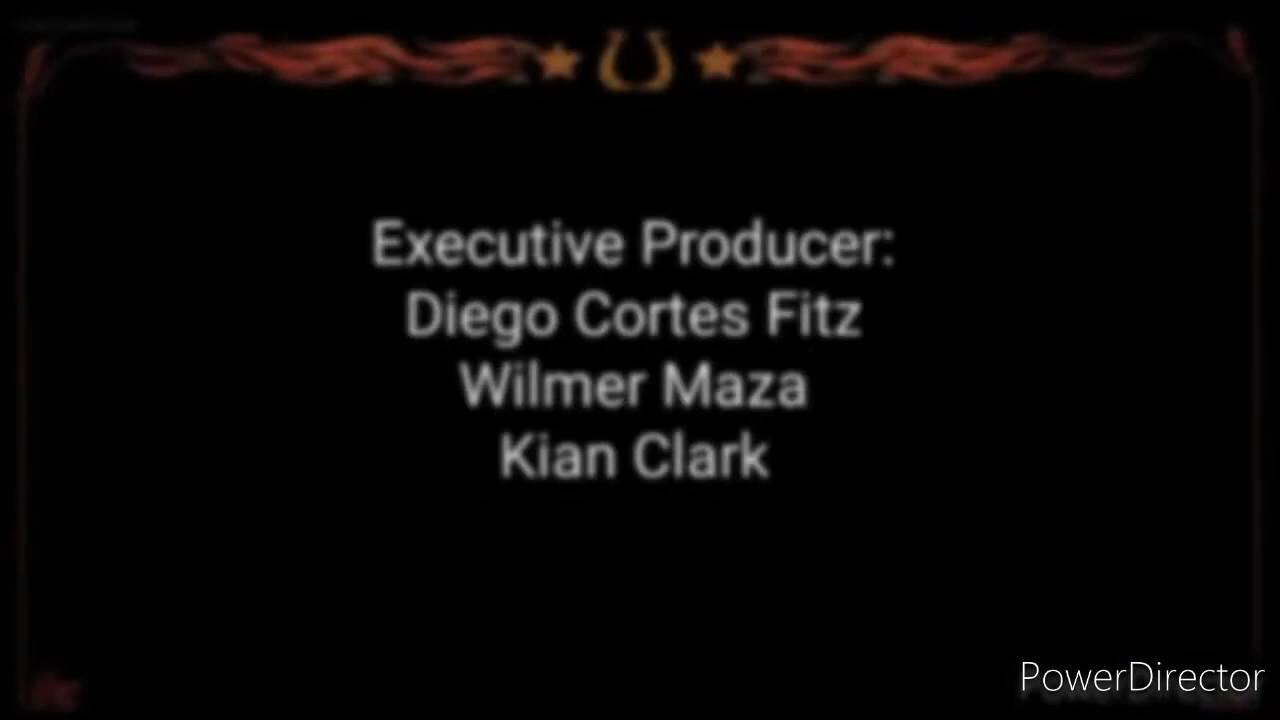 Executive Producer:
Diego Cortes Fitz
Wilmer Maza
Kian Clark
PowerDirector